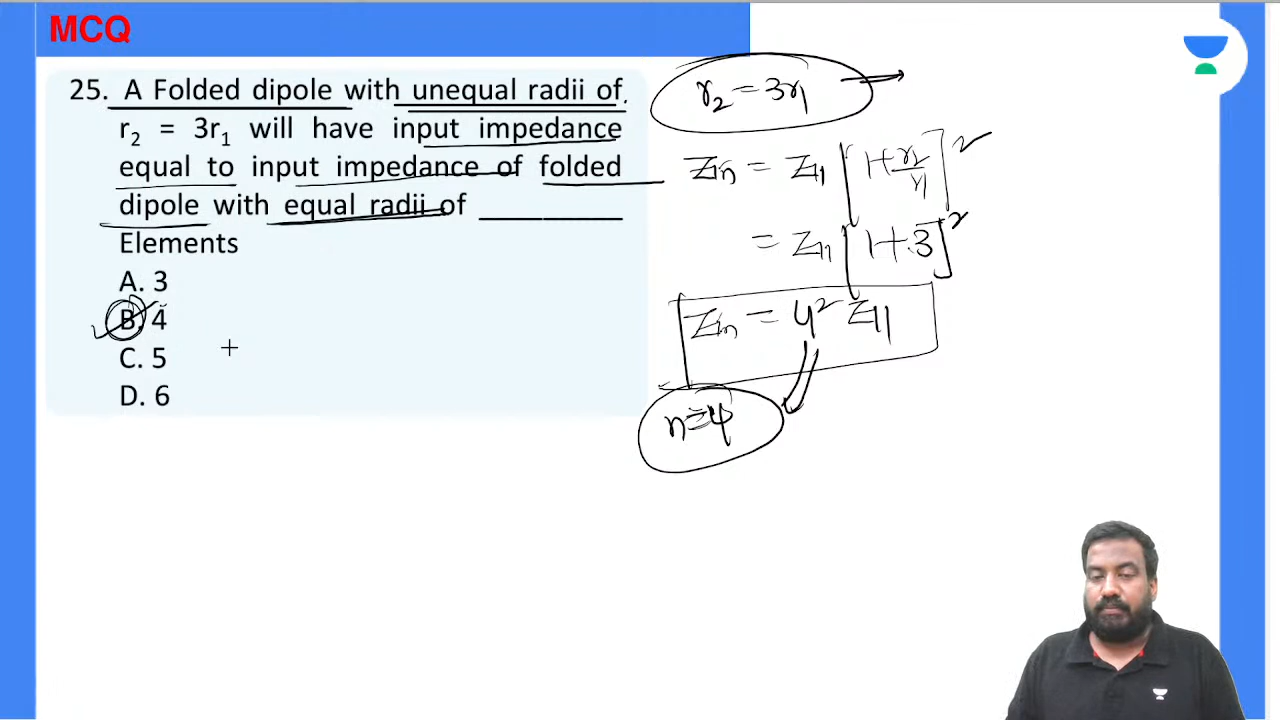 MCQ
25. A Folded dipole with unequal radii of
r₂ = 3r₁ will have input impedance
equal to input impedance of folded
dipole with equal radii of __________
Elements
A. 3
B. 4
C. 5
D. 6
r₂ = 3r₁
Zin = Z11 [1+r2/r1]²
= Z11 [1+3]²
Zin = 4² Z11
n=4